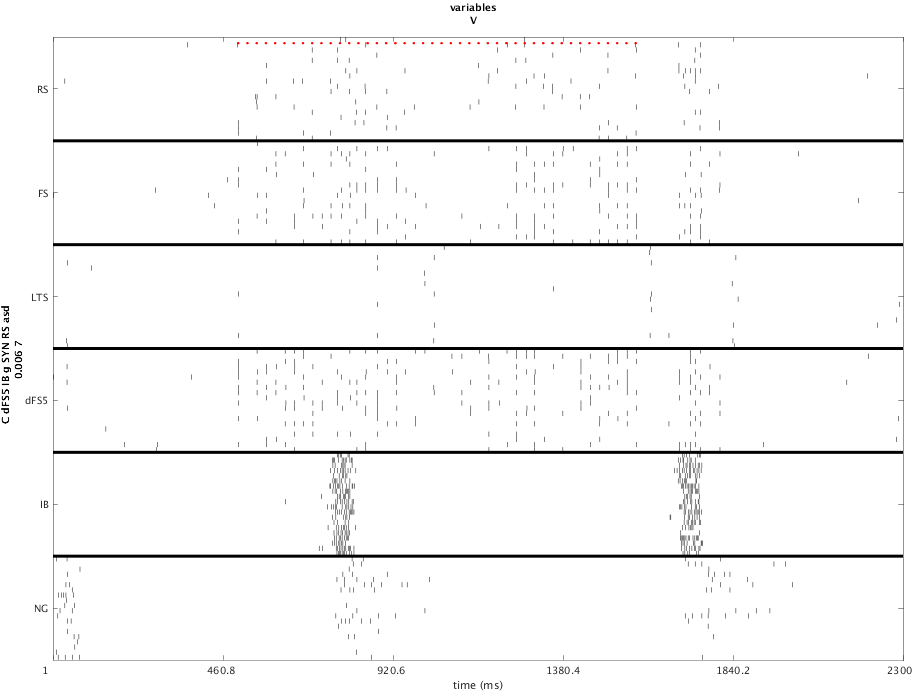 variables
V
C dFS5 IB g SYN RS asd
0.006 7
RS
FS
LTS
dFS5
IB
NG
1
460.8
920.6
1380.4
1840.2
2300
time (ms)